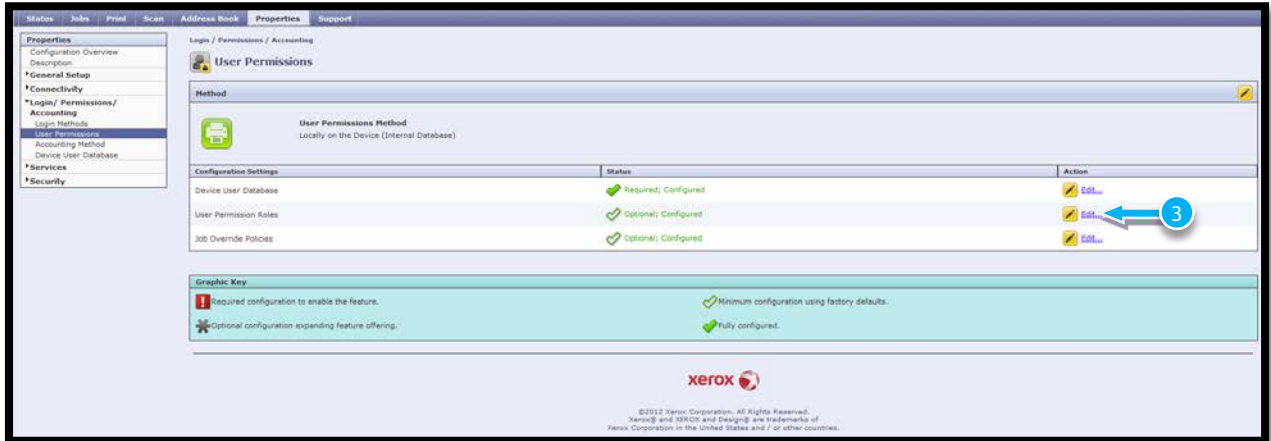 Status Jobs Print Scan Address Book Properties Support
Properties
Configuration Overview
Description
General Setup
Connectivity
Login/ Permissions/
Accounting
Login Methods
User Permissions
Accounting Method
Device User Database
Services
Security
Login / Permissions / Accounting
User Permissions
Method
User Permissions Method
Locally on the Device (Internal Database)
Configuration Settings Status Action
Device User Database Required; Configured Edit...
User Permission Roles Optional; Configured Edit... 3
Job Override Policies Optional; Configured Edit...
Graphic Key
Required configuration to enable the feature. Minimum configuration using factory defaults.
Optional configuration expanding feature offering. Fully configured.
xerox
©2012 Xerox Corporation. All Rights Reserved.
Xerox® and XEROX and Design® are trademarks of
Xerox Corporation in the United States and / or other countries.